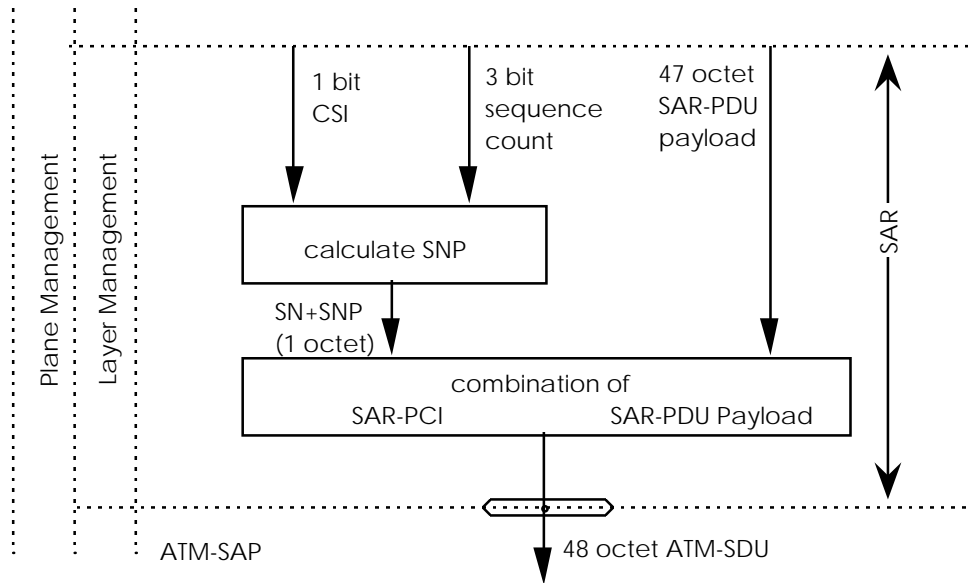 1 bit
CSI
3 bit
sequence
count
47 octet
SAR-PDU
payload
Plane Management
Layer Management
SAR
calculate SNP
SN+SNP
(1 octet)
combination of
SAR-PCI SAR-PDU Payload
ATM-SAP
48 octet ATM-SDU